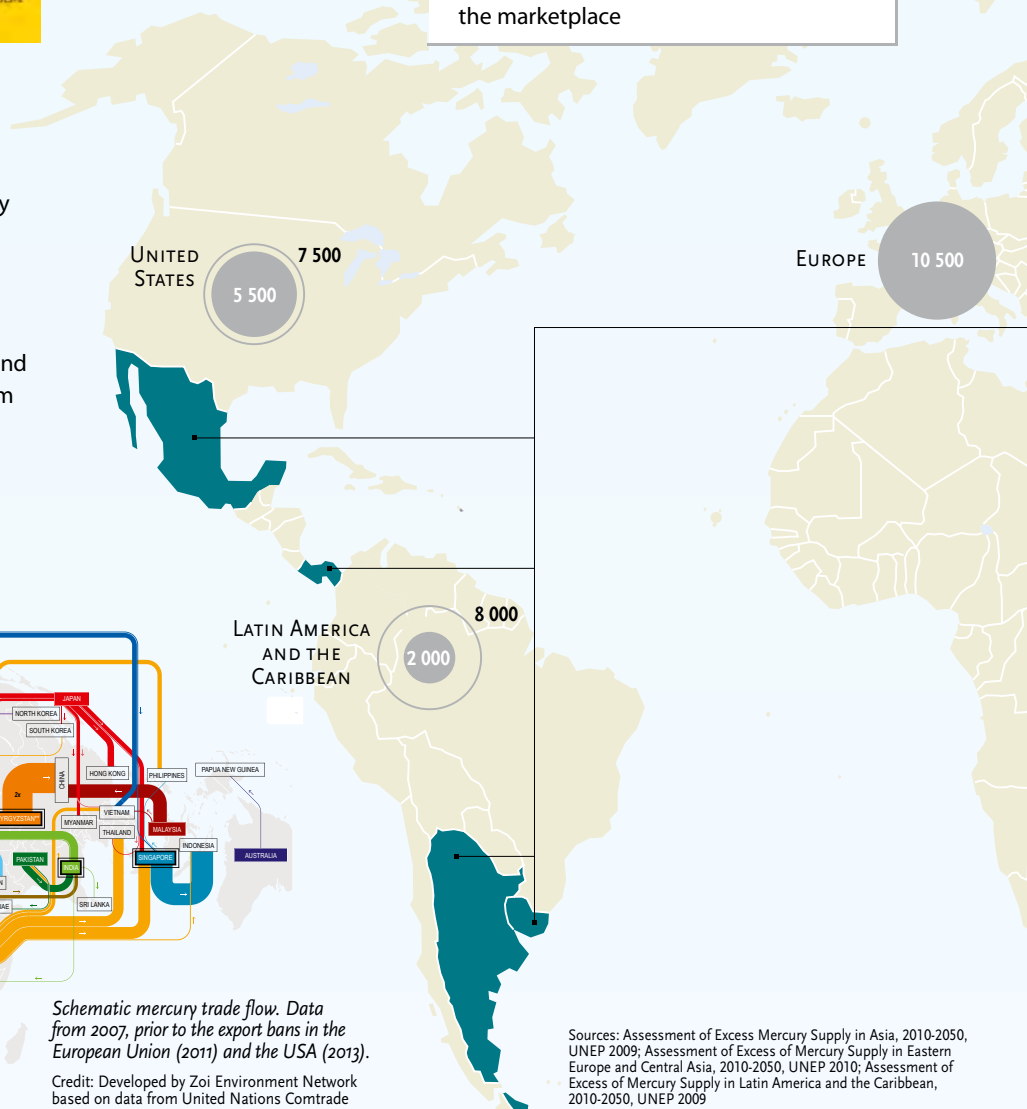 the marketplace
y
nd
m
UNITED
STATES
7 500
5 500
EUROPE
10 500
LATIN AMERICA
AND THE
CARIBBEAN
8 000
2 000
JAPAN
NORTH KOREA
SOUTH KOREA
CHINA
HONG KONG
PHILIPPINES
PAPUA NEW GUINEA
2x
VIETNAM
MYANMAR
THAILAND
MALAYSIA
INDONESIA
SINGAPORE
AUSTRALIA
PAKISTAN
INDIA
SRI LANKA
UAE
Schematic mercury trade flow. Data
from 2007, prior to the export bans in the
European Union (2011) and the USA (2013).
Credit: Developed by Zoi Environment Network
based on data from United Nations Comtrade
Sources: Assessment of Excess Mercury Supply in Asia, 2010-2050,
UNEP 2009; Assessment of Excess of Mercury Supply in Eastern
Europe and Central Asia, 2010-2050, UNEP 2010; Assessment of
Excess of Mercury Supply in Latin America and the Caribbean,
2010-2050, UNEP 2009